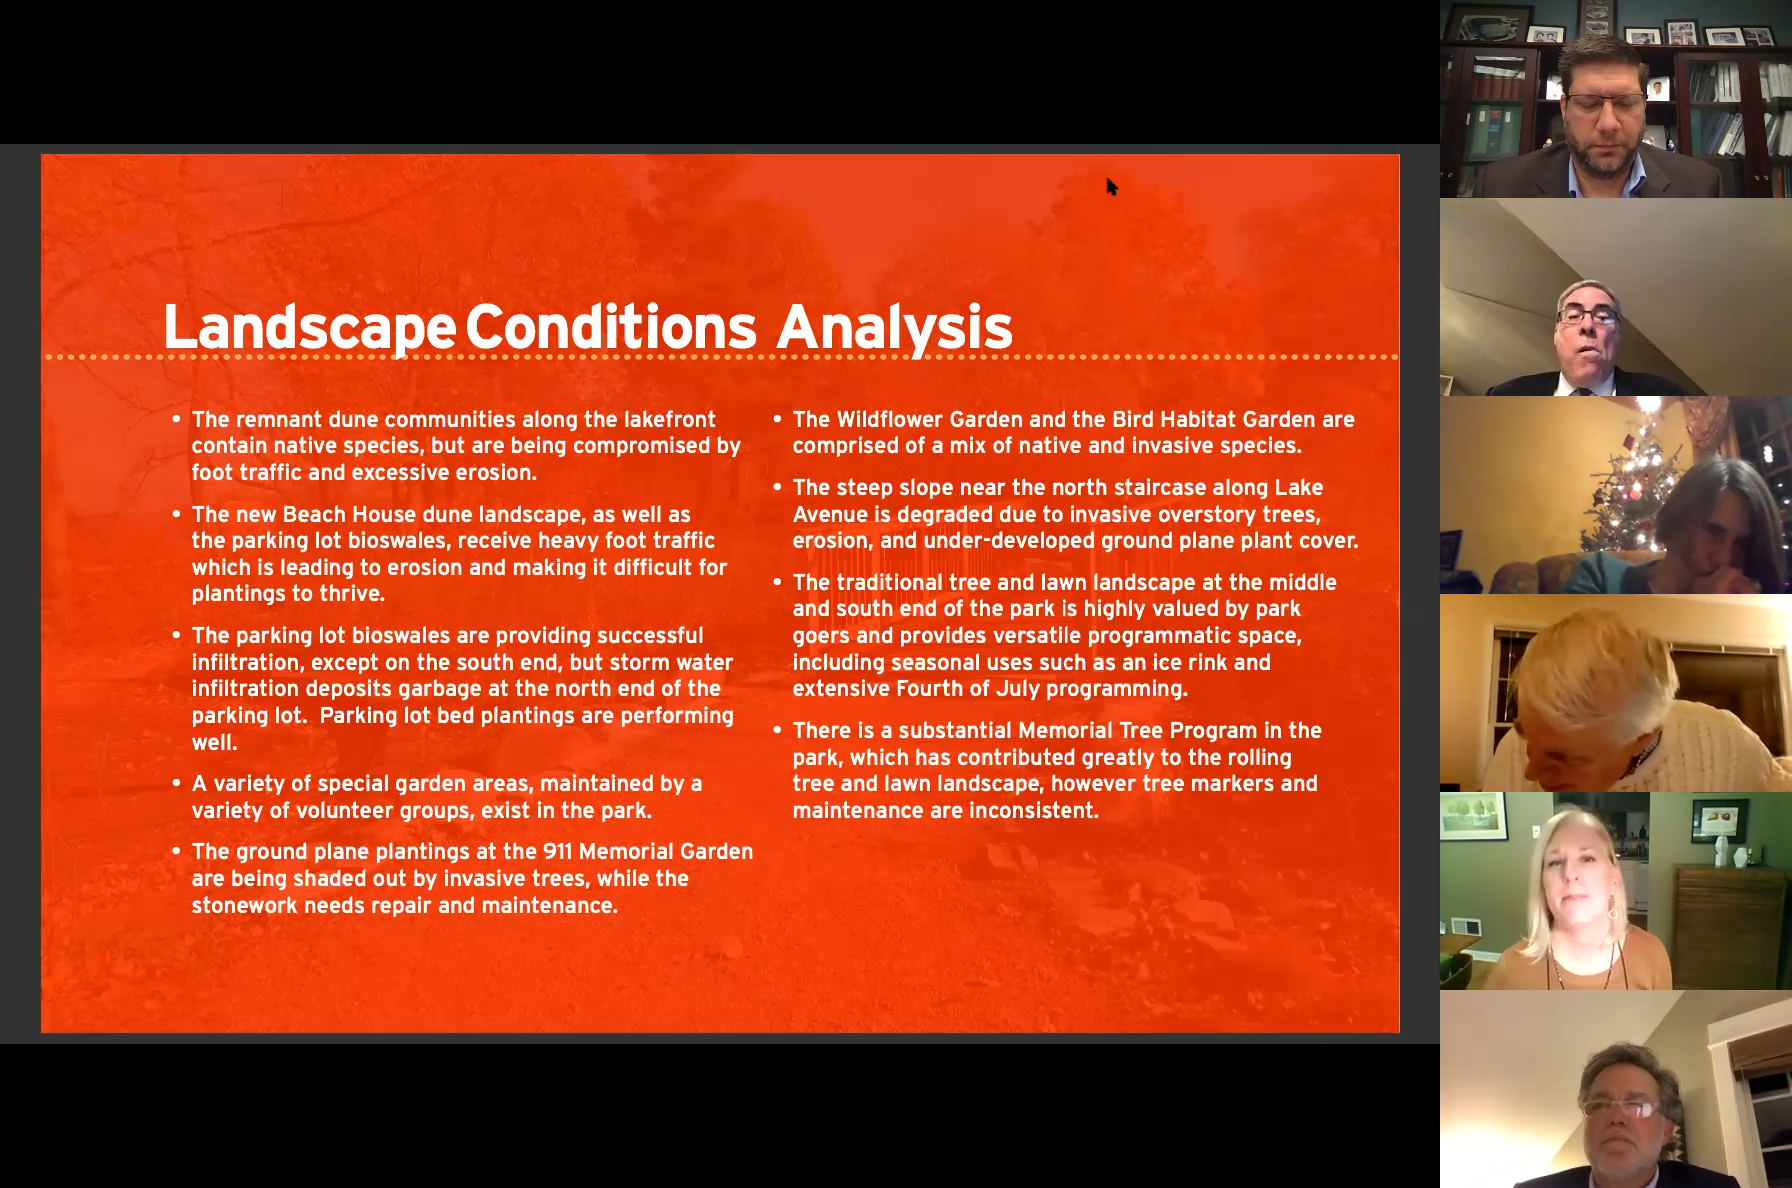 Landscape Conditions Analysis
• The remnant dune communities along the lakefront
contain native species, but are being compromised by
foot traffic and excessive erosion.
• The new Beach House dune landscape, as well as
the parking lot bioswales, receive heavy foot traffic
which is leading to erosion and making it difficult for
plantings to thrive.
• The parking lot bioswales are providing successful
infiltration, except on the south end, but storm water
infiltration deposits garbage at the north end of the
parking lot.  Parking lot bed plantings are performing
well.
• A variety of special garden areas, maintained by a
variety of volunteer groups, exist in the park.
• The ground plane plantings at the 911 Memorial Garden
are being shaded out by invasive trees, while the
stonework needs repair and maintenance.
• The Wildflower Garden and the Bird Habitat Garden are
comprised of a mix of native and invasive species.
• The steep slope near the north staircase along Lake
Avenue is degraded due to invasive overstory trees,
erosion, and under-developed ground plane plant cover.
• The traditional tree and lawn landscape at the middle
and south end of the park is highly valued by park
goers and provides versatile programmatic space,
including seasonal uses such as an ice rink and
extensive Fourth of July programming.
• There is a substantial Memorial Tree Program in the
park, which has contributed greatly to the rolling
tree and lawn landscape, however tree markers and
maintenance are inconsistent.